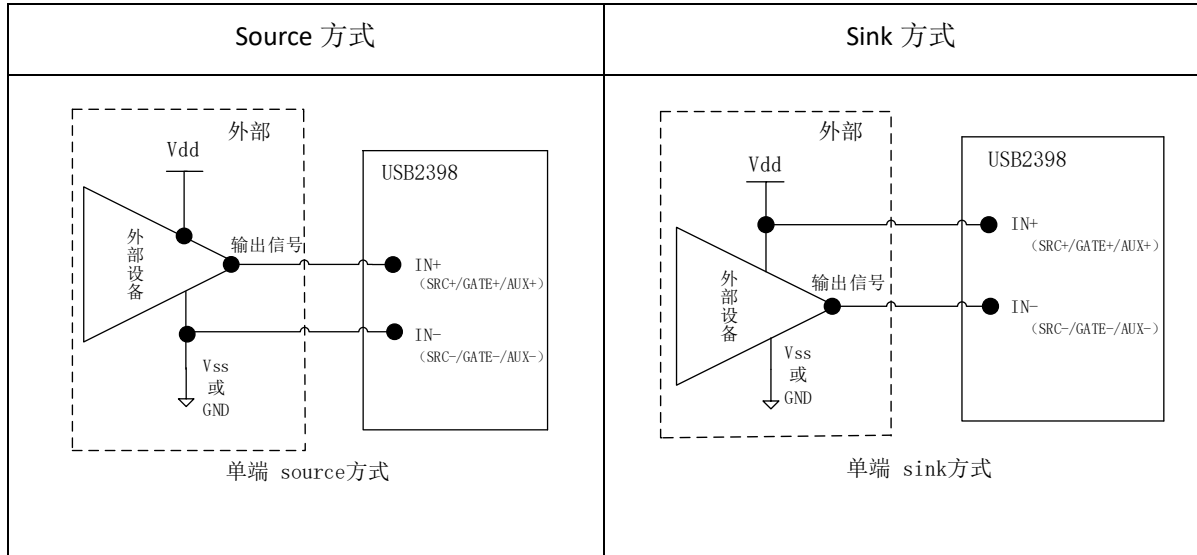 Source 方式
Sink 方式
外部
Vdd
USB2398
外部设备
输出信号
IN+
（SRC+/GATE+/AUX+）
IN-
（SRC-/GATE-/AUX-）
Vss
或
GND
单端 source方式
外部
Vdd
USB2398
IN+
（SRC+/GATE+/AUX+）
外部设备
输出信号
IN-
（SRC-/GATE-/AUX-）
Vss
或
GND
单端 sink方式